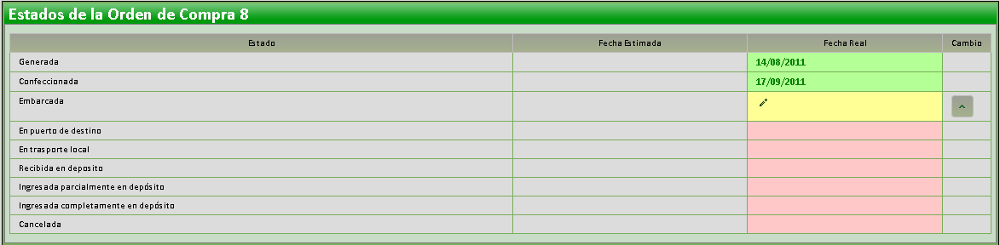 Estados de la Orden de Compra 8
Estado Fecha Estimada Fecha Real Cambio
Generada 14/08/2011
Confeccionada 17/09/2011
Embarcada
En puerto de destino
En trasporte local
Recibida en deposito
Ingresada parcialmente en depósito
Ingresada completamente en depósito
Cancelada